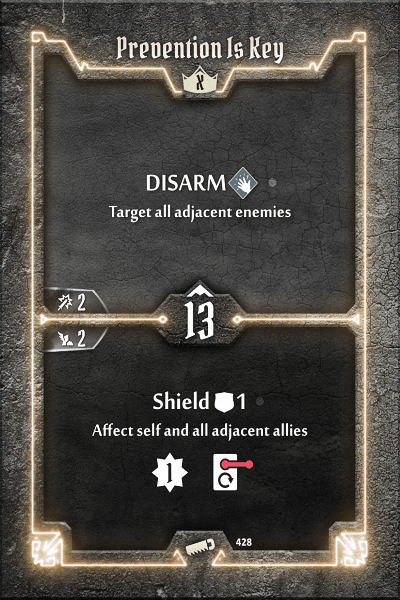 Prevention Is Key
X
DISARM
Target all adjacent enemies
2
13
2
Shield 1
Affect self and all adjacent allies
1
428